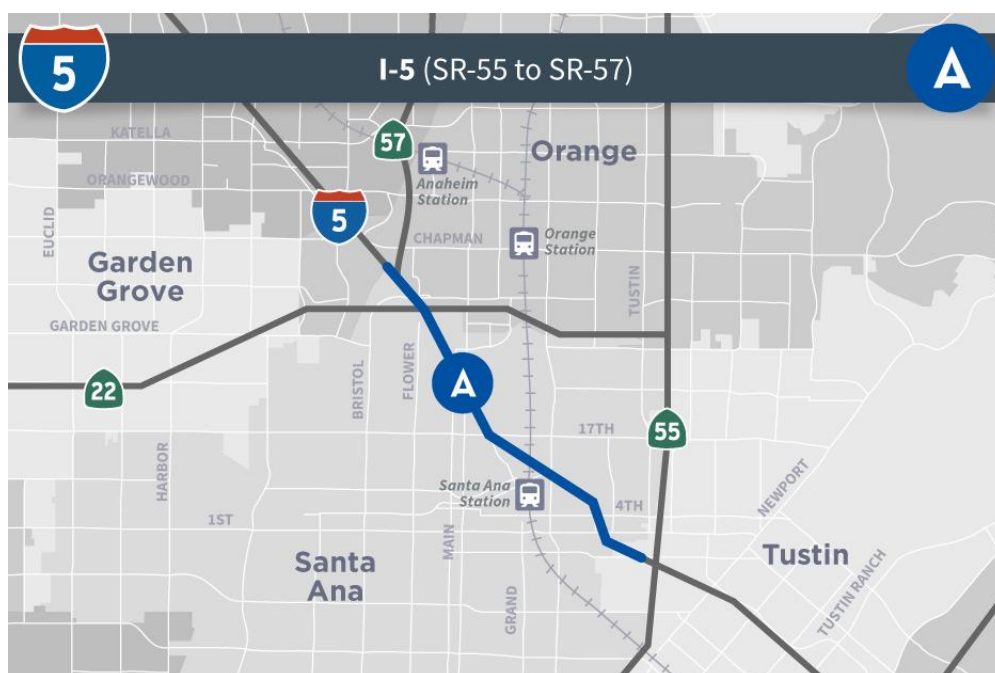 5
I-5 (SR-55 to SR-57)
A
KATELLA
57
Orange
ORANGEWOOD
Anaheim
Station
5
EUCLID
CHAPMAN
Orange
Station
Garden
Grove
TUSTIN
GARDEN GROVE
BRISTOL
FLOWER
A
22
17TH
55
HARBOR
Santa Ana
Station
NEWPORT
4TH
1ST
MAIN
Santa
Ana
Tustin
GRAND
TUSTIN RANCH